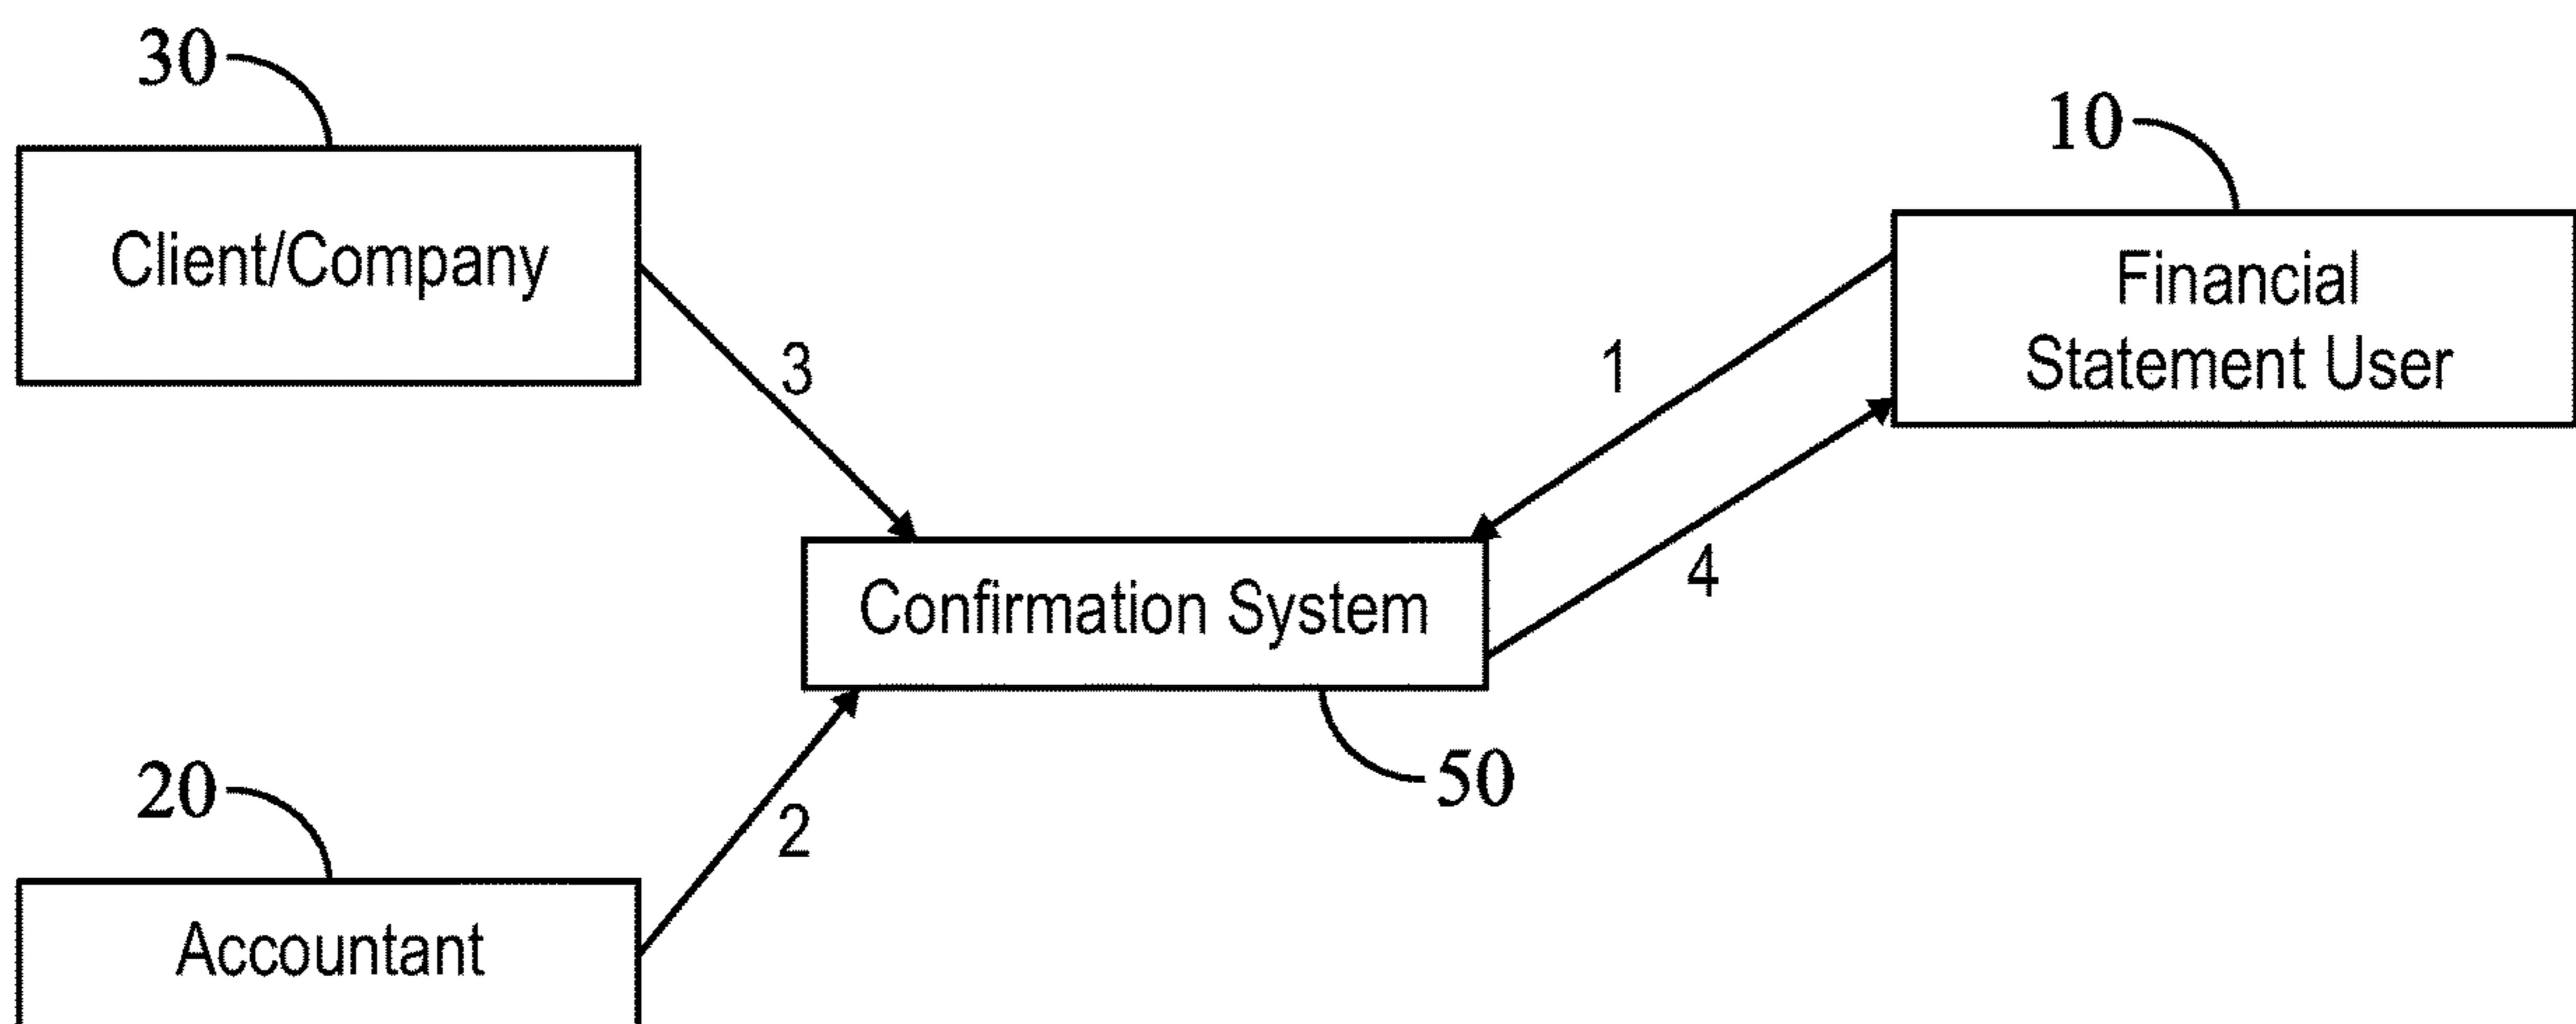 30
10
Client/Company
Financial
Statement User
3
1
4
Confirmation System
50
20
2
Accountant